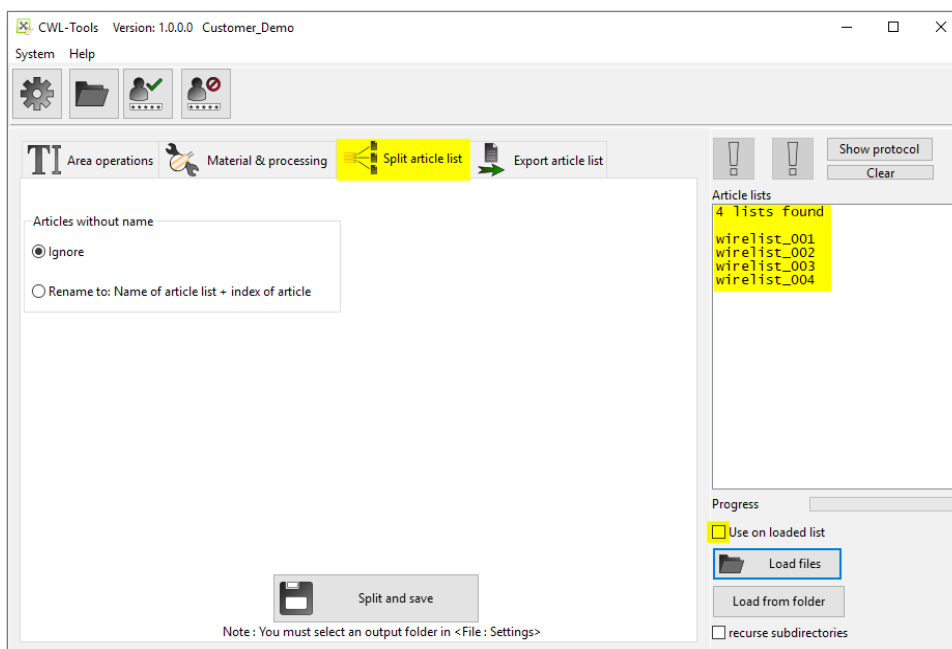 CWL-Tools Version: 1.0.0.0 Customer_Demo
System Help
Area operations
Material & processing
Split article list
Export article list
Show protocol
Clear
Article lists
4 lists found
wirelist_001
wirelist_002
wirelist_003
wirelist_004
Articles without name
Ignore
Rename to: Name of article list + index of article
Progress
Use on loaded list
Load files
Load from folder
recurse subdirectories
Split and save
Note : You must select an output folder in <File : Settings>